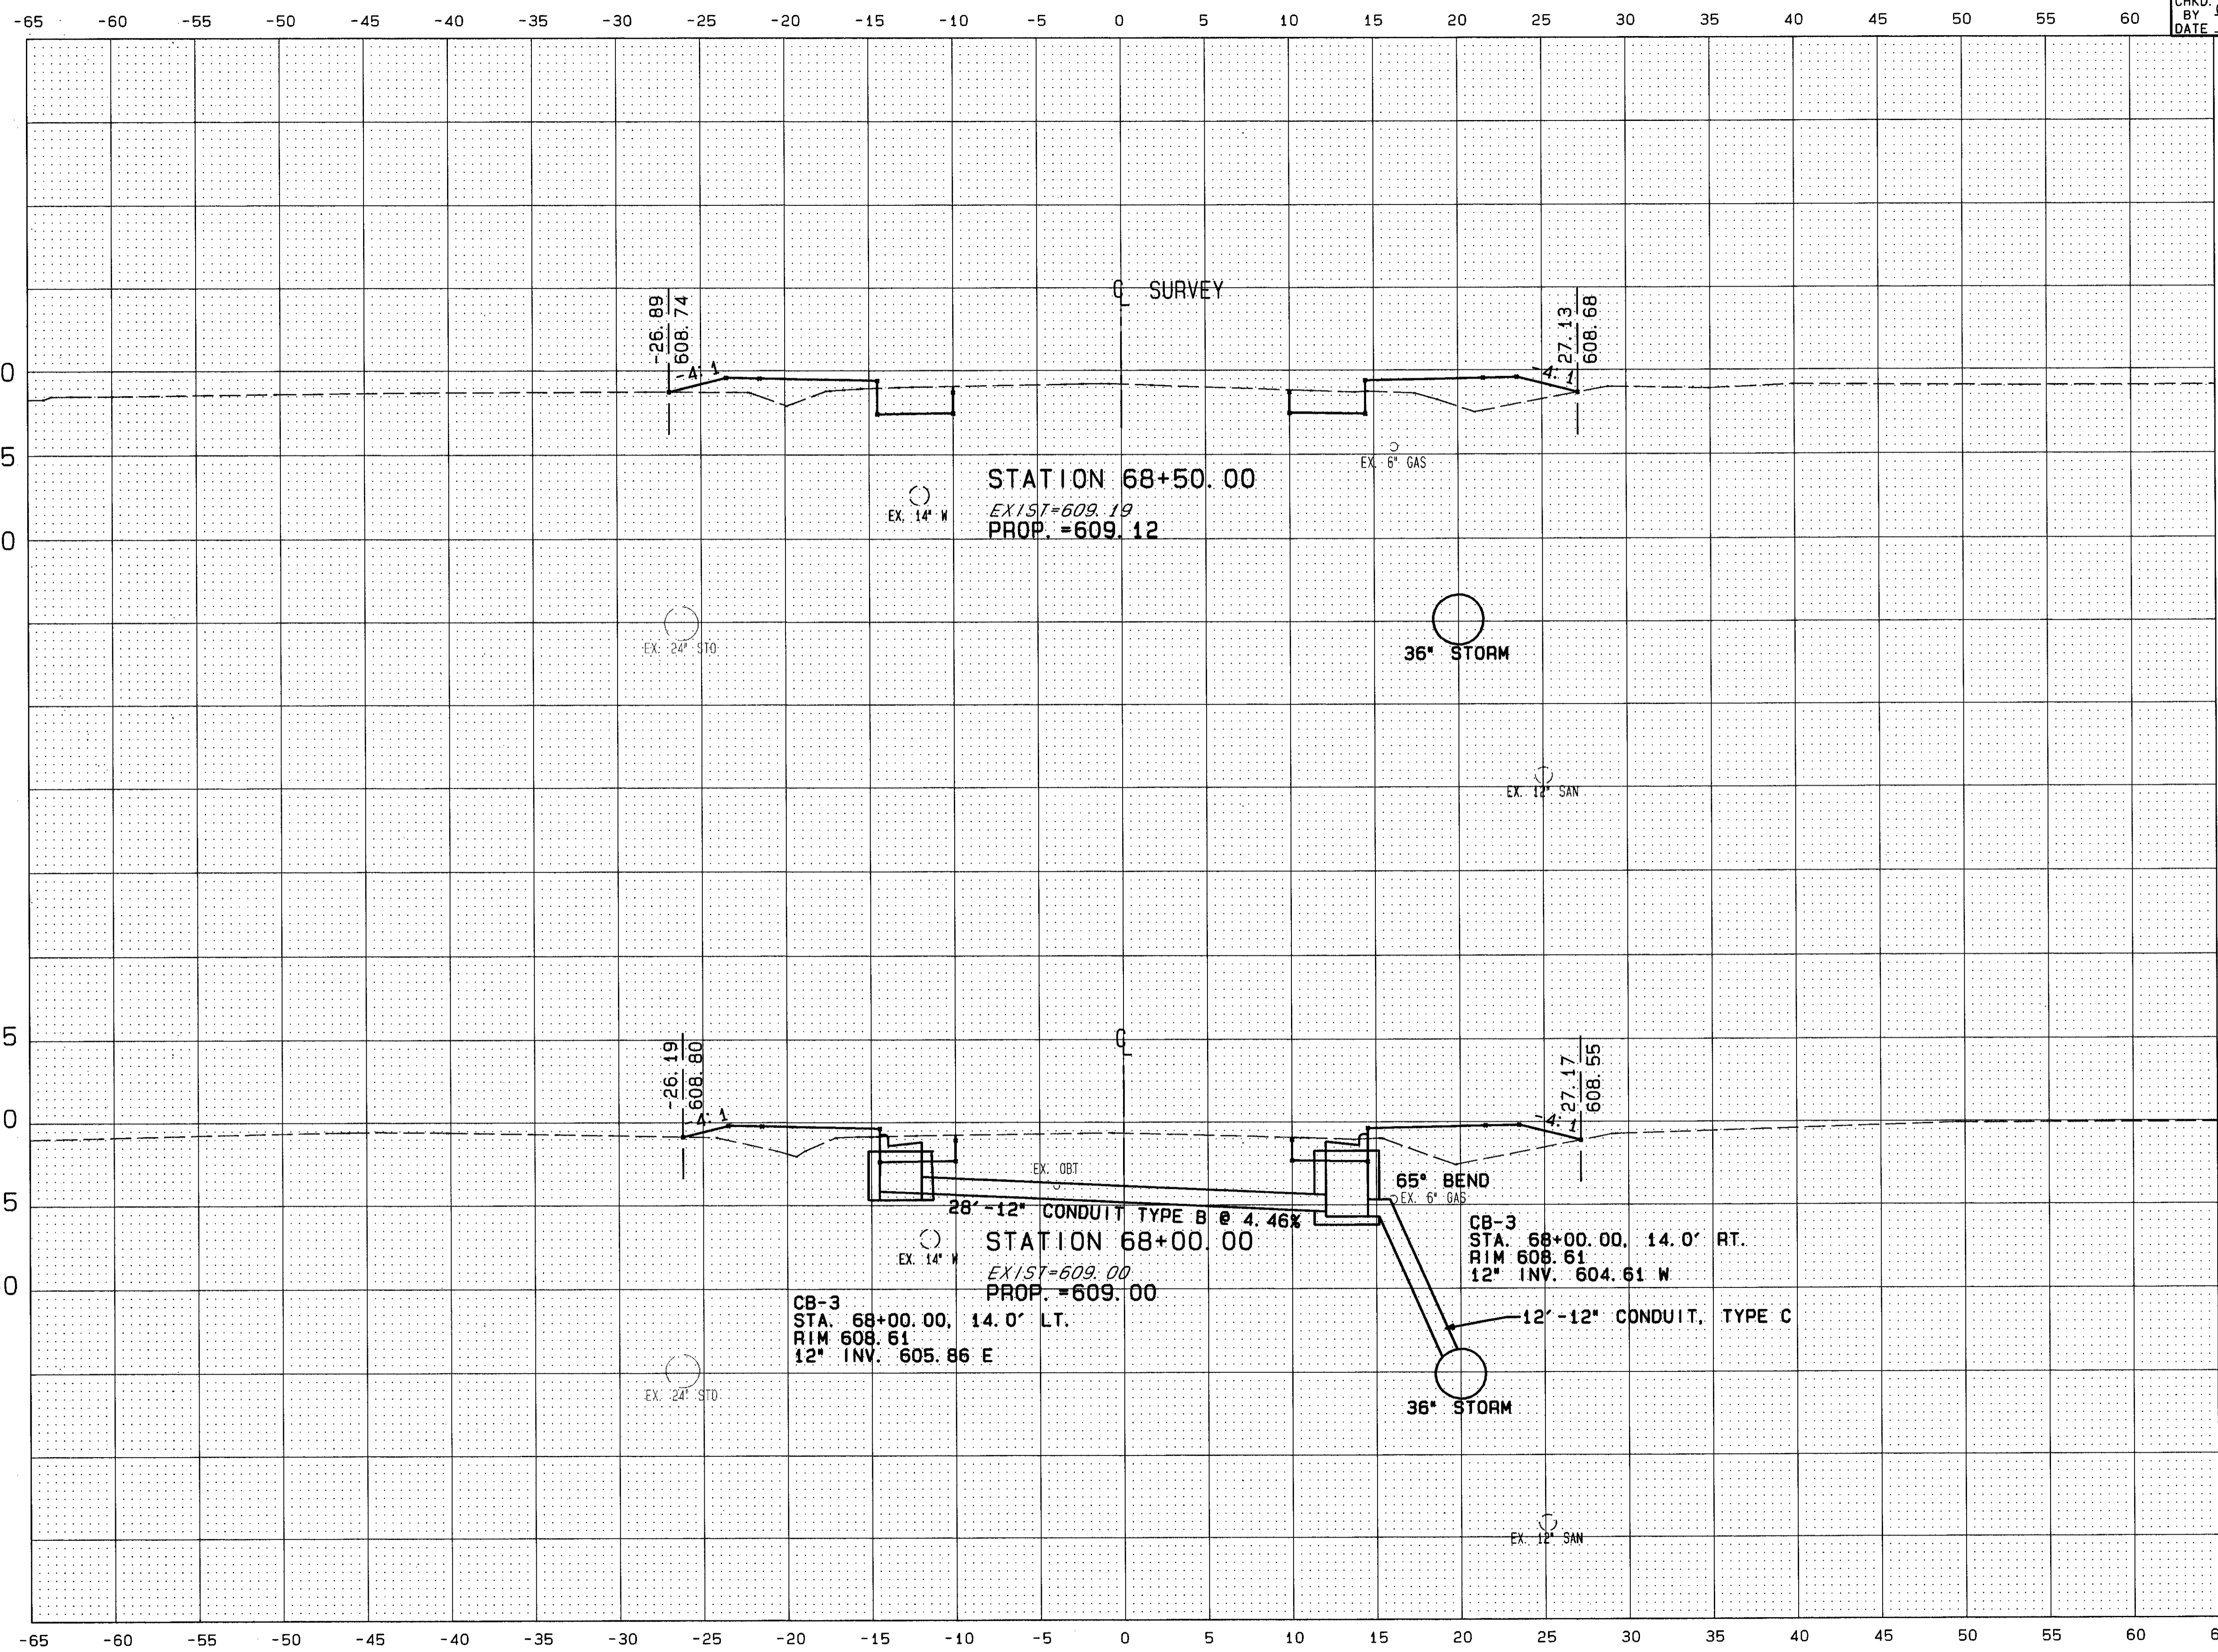 CHKD.
BY
DATE
-65 -60 -55 -50 -45 -40 -35 -30 -25 -20 -15 -10 -5 0 5 10 15 20 25 30 35 40 45 50 55 60
℄ SURVEY
-26.89
608.74
27.13
608.68
-4:1
-4:1
0
5
0
EX. 6" GAS
STATION 68+50.00
EX. 14" W
EXIST=609.19
PROP.=609.12
EX. 24" STO
36" STORM
EX. 12" SAN
5
0
5
0
℄
-26.19
608.80
27.17
608.55
-4:1
-4:1
EX. OBT
65° BEND
EX. 6" GAS
28'-12" CONDUIT TYPE B @ 4.46%
CB-3
STA. 68+00.00, 14.0' RT.
RIM 608.61
12" INV. 604.61 W
STATION 68+00.00
EX. 14" W
EXIST=609.00
PROP.=609.00
CB-3
STA. 68+00.00, 14.0' LT.
RIM 608.61
12" INV. 605.86 E
12'-12" CONDUIT, TYPE C
EX. 24" STO
36" STORM
EX. 12" SAN
-65 -60 -55 -50 -45 -40 -35 -30 -25 -20 -15 -10 -5 0 5 10 15 20 25 30 35 40 45 50 55 60